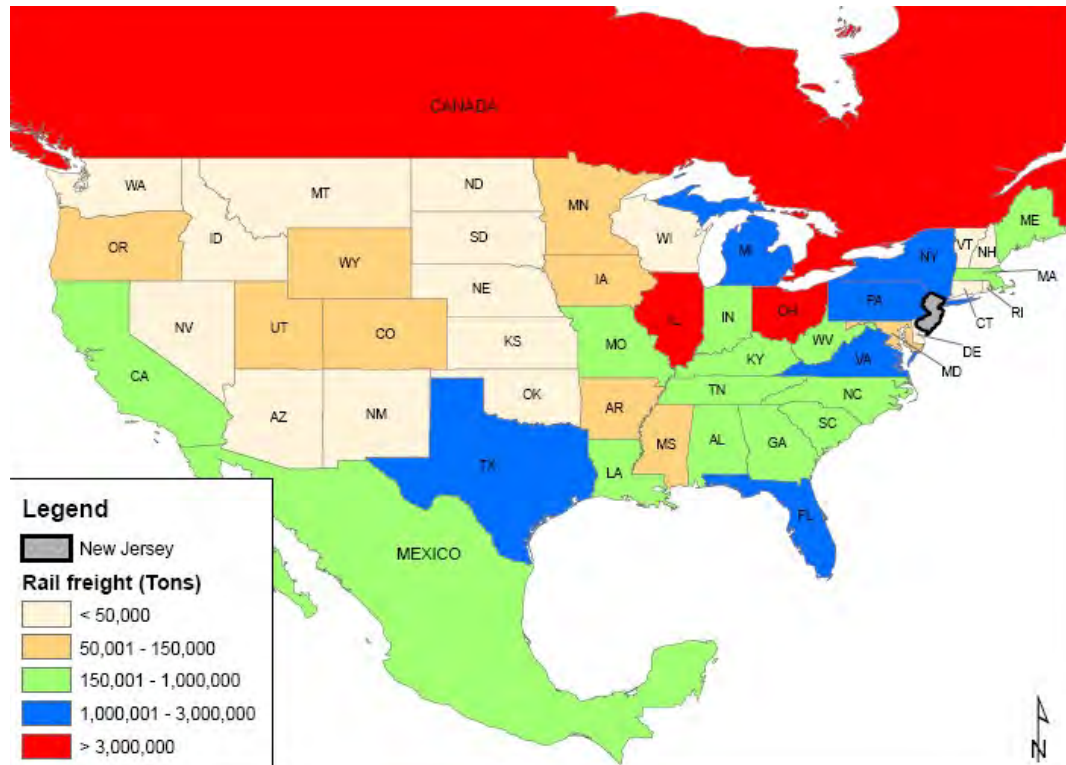 CANADA
WA
MT
ND
MN
ME
OR
ID
SD
WI
MI
VT
NH
NY
WY
MA
IA
NE
PA
RI
NV
UT
CO
IL
IN
OH
CT
KS
MO
WV
DE
KY
VA
MD
CA
TN
NC
OK
AZ
NM
AR
SC
MS
AL
GA
TX
LA
FL
MEXICO
Legend
New Jersey
Rail freight (Tons)
< 50,000
50,001 - 150,000
150,001 - 1,000,000
1,000,001 - 3,000,000
> 3,000,000
N